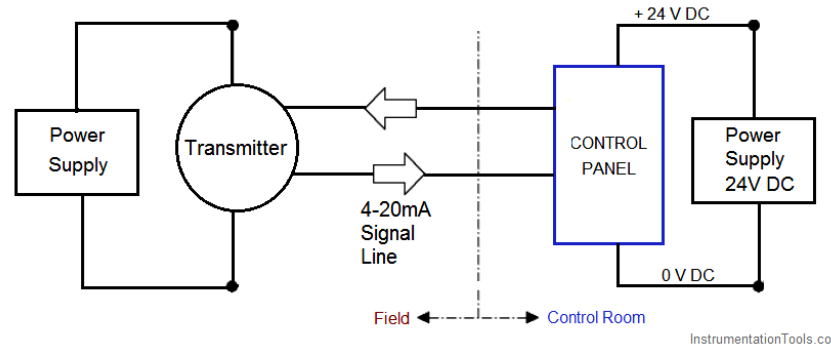 + 24 V DC
Power
Supply
Transmitter
CONTROL
PANEL
Power
Supply
24V DC
4-20mA
Signal
Line
0 V DC
Field
Control Room
InstrumentationTools.co